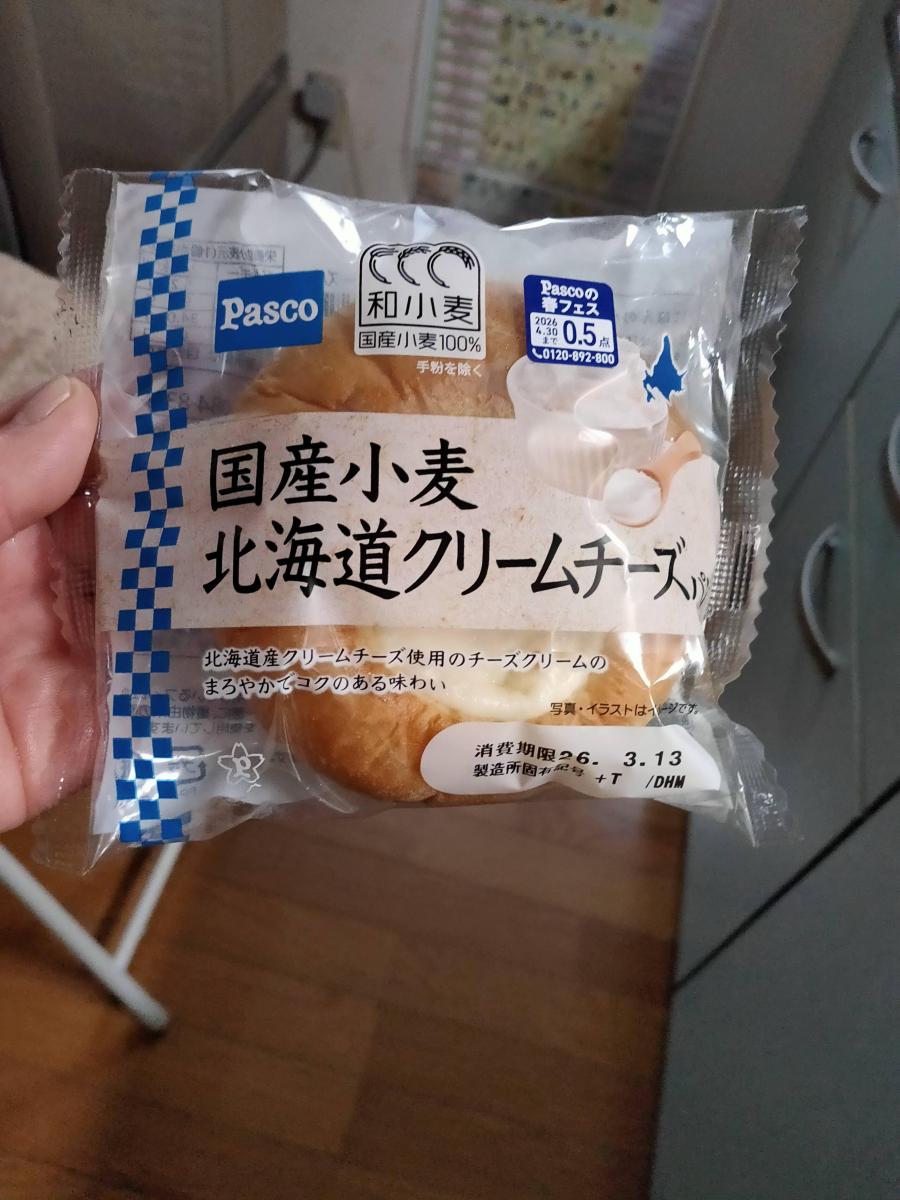 Pasco
和小麦
国産小麦100%
手粉を除く
Pascoの
春フェス
2026
4.30
まで
0.5点
0120-892-800
国産小麦
北海道クリームチーズパン
北海道産クリームチーズ使用のチーズクリームの
まろやかでコクのある味わい
写真・イラストはイメージです。
消費期限26. 3.13
製造所固有記号 +T /DHM